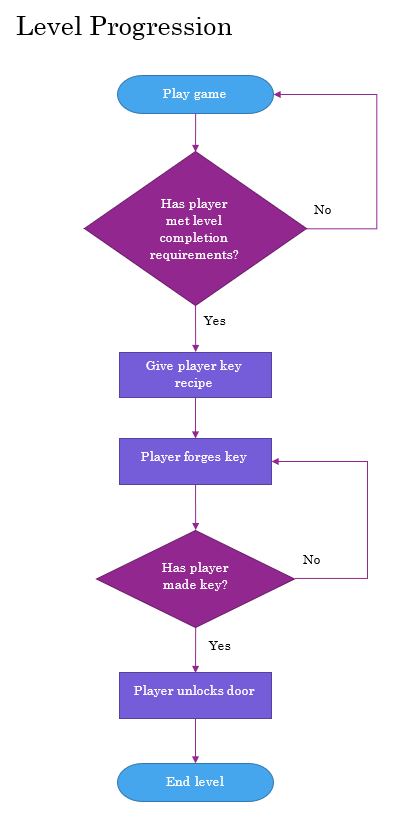 Level Progression
Play game
Has player
met level
completion
requirements?
No
Yes
Give player key
recipe
Player forges key
Has player
made key?
No
Yes
Player unlocks door
End level